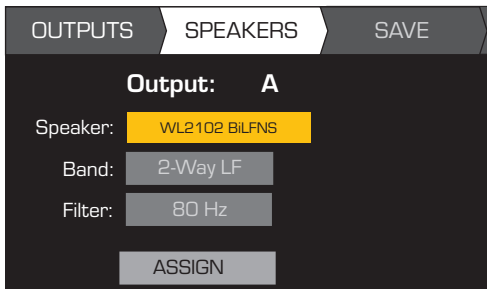 OUTPUTS SPEAKERS SAVE
Output: A
Speaker: WL2102 BiLFNS
Band: 2-Way LF
Filter: 80 Hz
ASSIGN